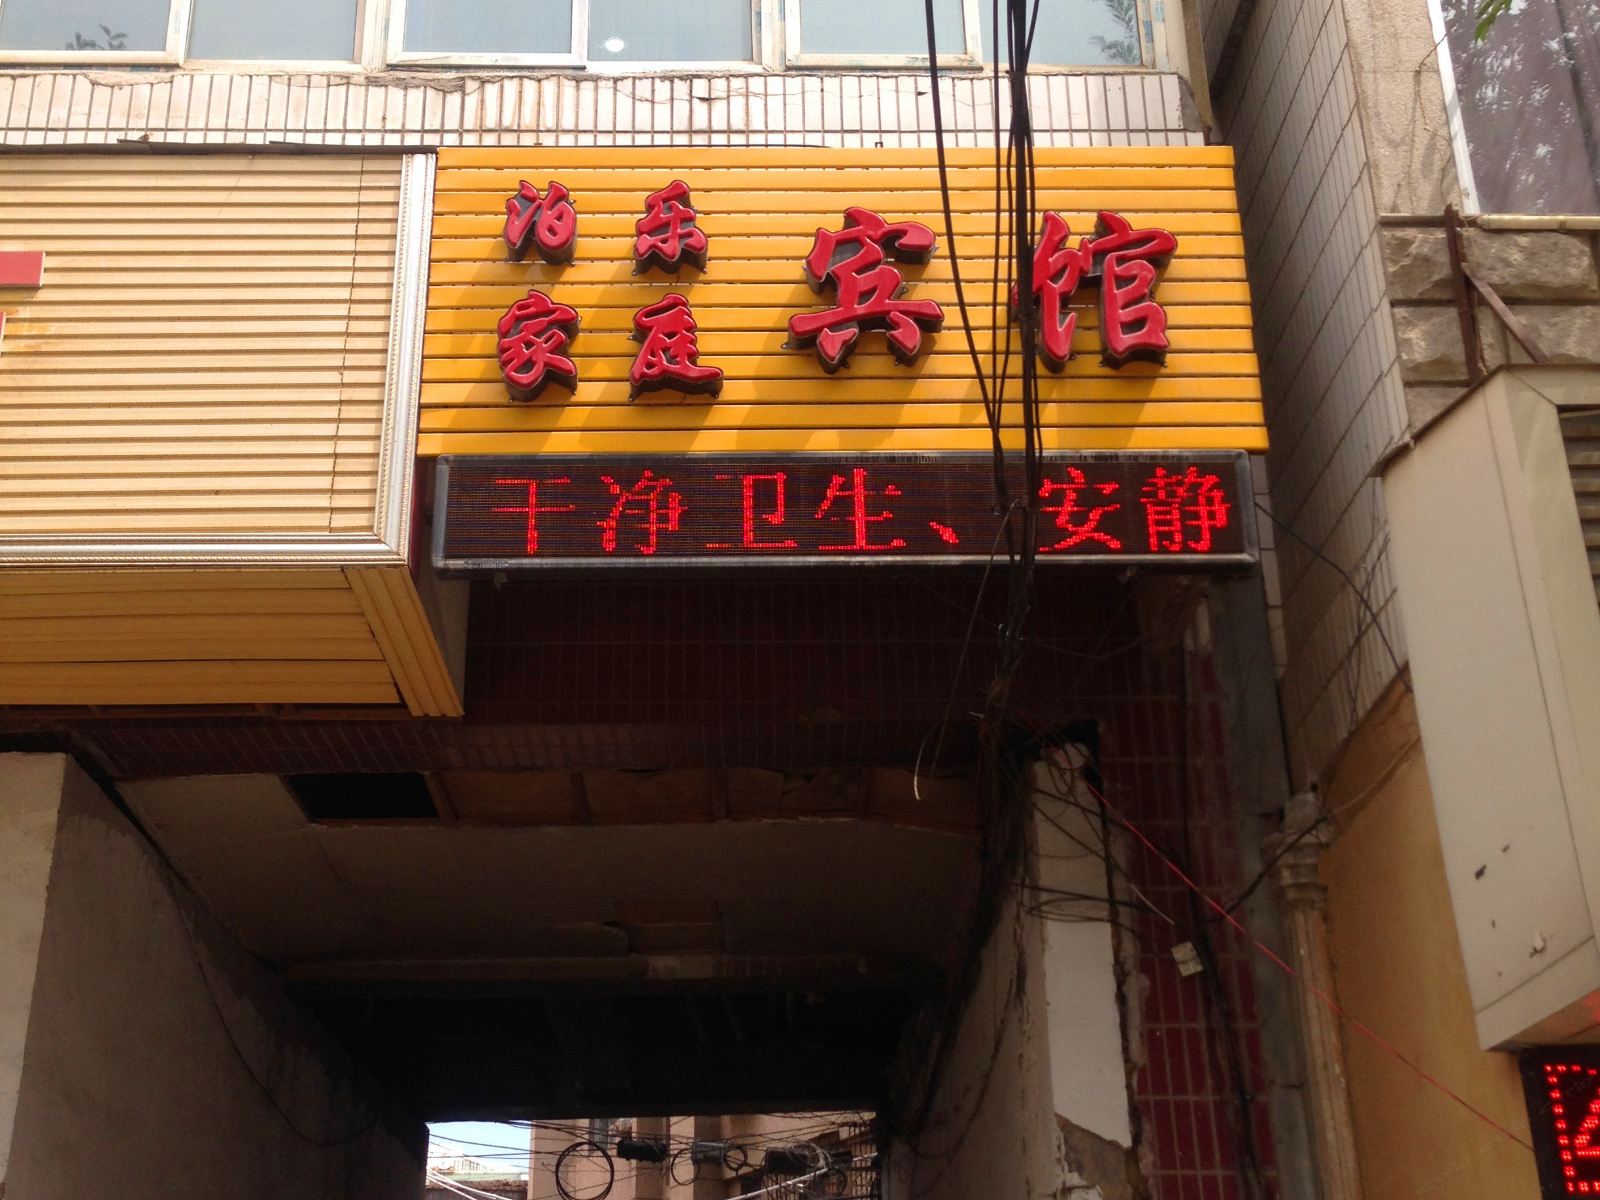 泊乐
家庭
宾馆
干净卫生、安静